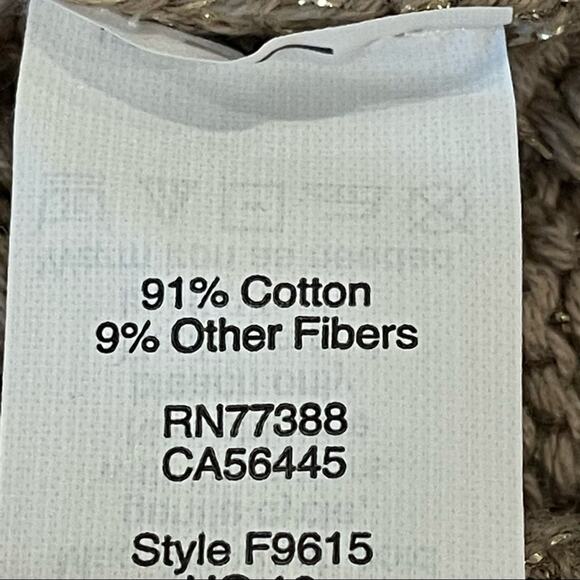 91% Cotton
9% Other Fibers
RN77388
CA56445
Style F9615